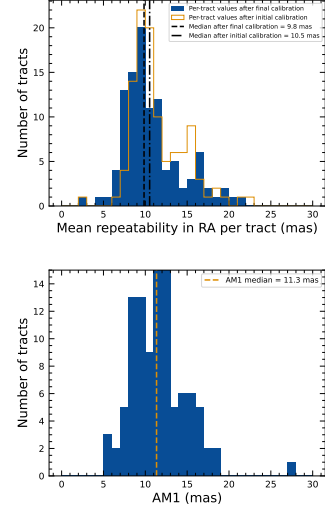 Per-tract values after final calibration
Per-tract values after initial calibration
Median after final calibration = 9.8 mas
Median after initial calibration = 10.5 mas
20
15
10
5
0
Number of tracts
0 5 10 15 20 25 30
Mean repeatability in RA per tract (mas)
AM1 median = 11.3 mas
14
12
10
8
6
4
2
0
Number of tracts
0 5 10 15 20 25 30
AM1 (mas)